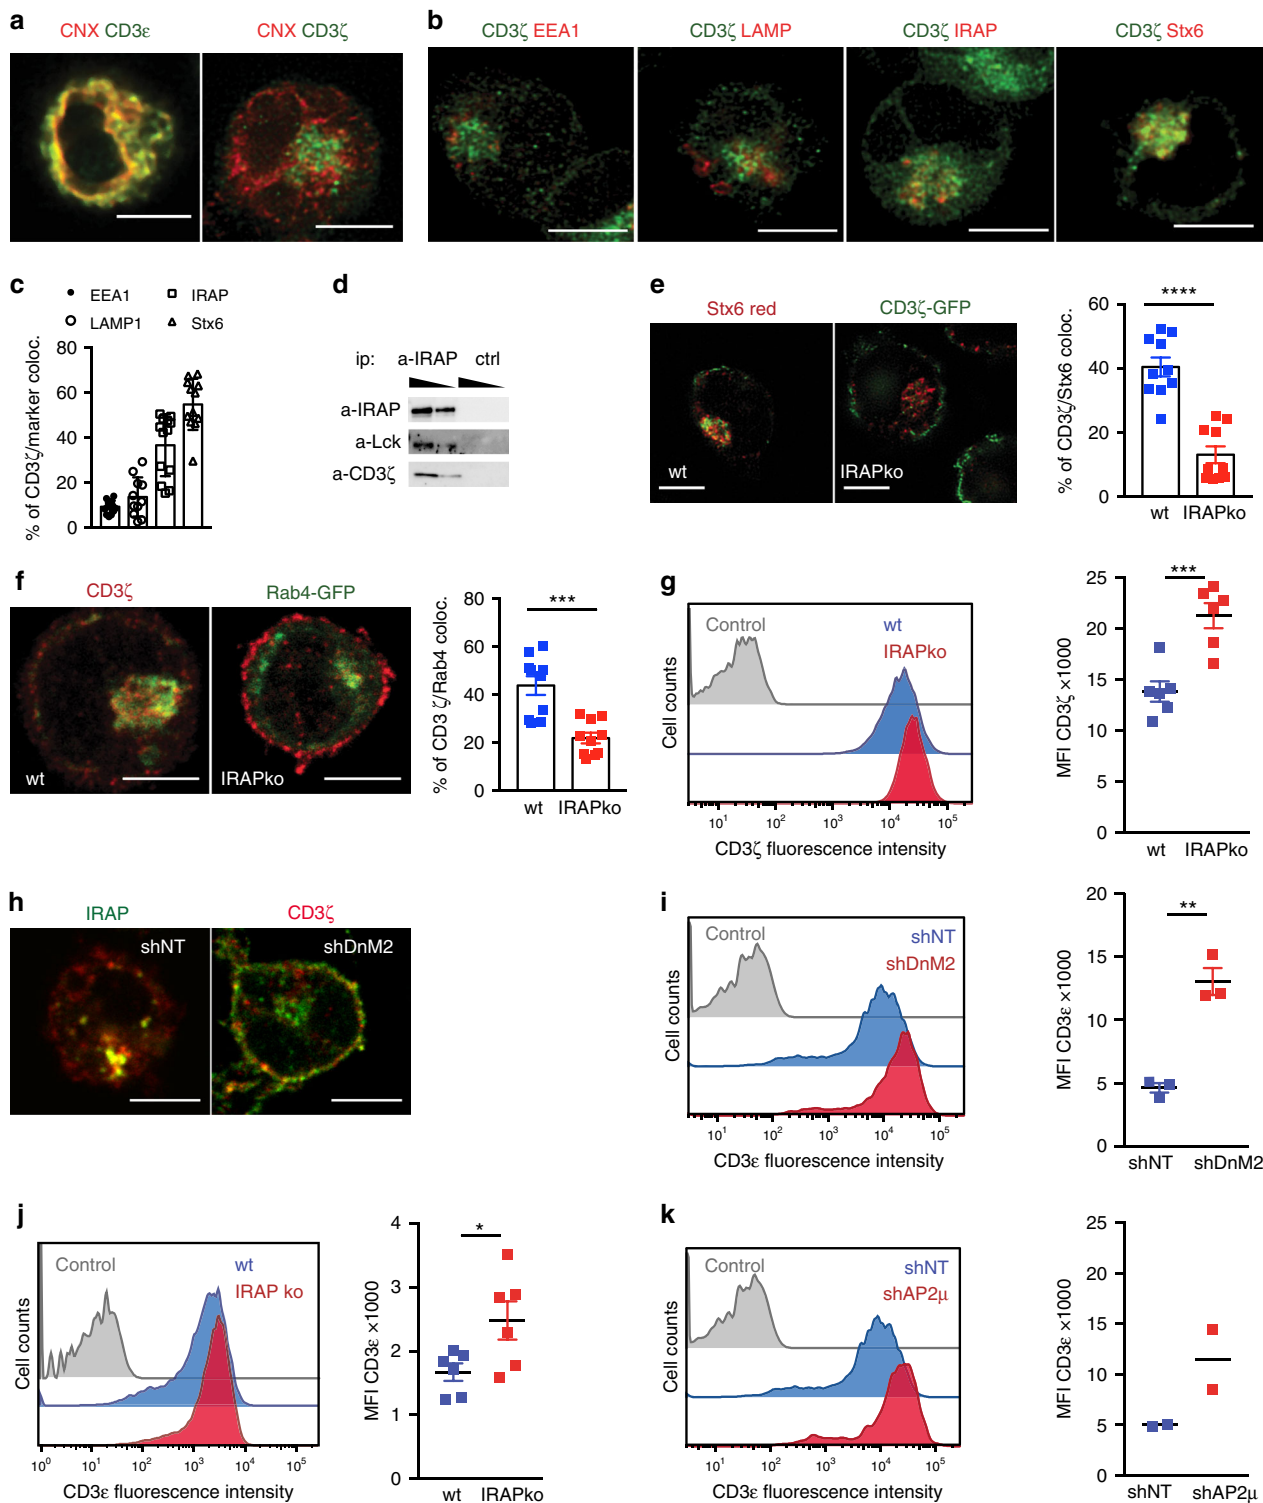 a
CNX CD3ε
CNX CD3ζ
b
CD3ζ EEA1
CD3ζ LAMP
CD3ζ IRAP
CD3ζ Stx6
c
EEA1
IRAP
LAMP1
Stx6
% of CD3ζ/marker coloc.
80
60
40
20
0
d
ip: a-IRAP ctrl
a-IRAP
a-Lck
a-CD3ζ
e
Stx6 red
CD3ζ-GFP
wt
IRAPko
****
% of CD3ζ/Stx6 coloc.
60
40
20
0
wt IRAPko
f
CD3ζ
Rab4-GFP
wt
IRAPko
***
% of CD3 ζ/Rab4 coloc.
80
60
40
20
0
wt IRAPko
g
Control
wt
IRAPko
Cell counts
10¹ 10² 10³ 10⁴ 10⁵
CD3ζ fluorescence intensity
***
MFI CD3ζ ×1000
25
20
15
10
5
0
wt IRAPko
h
IRAP
CD3ζ
shNT
shDnM2
i
Control
shNT
shDnM2
Cell counts
10¹ 10² 10³ 10⁴ 10⁵
CD3ε fluorescence intensity
**
MFI CD3ε ×1000
20
15
10
5
0
shNT shDnM2
j
Control
wt
IRAP ko
Cell counts
10⁰ 10¹ 10² 10³ 10⁴ 10⁵
CD3ε fluorescence intensity
*
MFI CD3ε ×1000
4
3
2
1
0
wt IRAPko
k
Control
shNT
shAP2µ
Cell counts
10¹ 10² 10³ 10⁴ 10⁵
CD3ε fluorescence intensity
MFI CD3ε ×1000
25
20
15
10
5
0
shNT shAP2µ